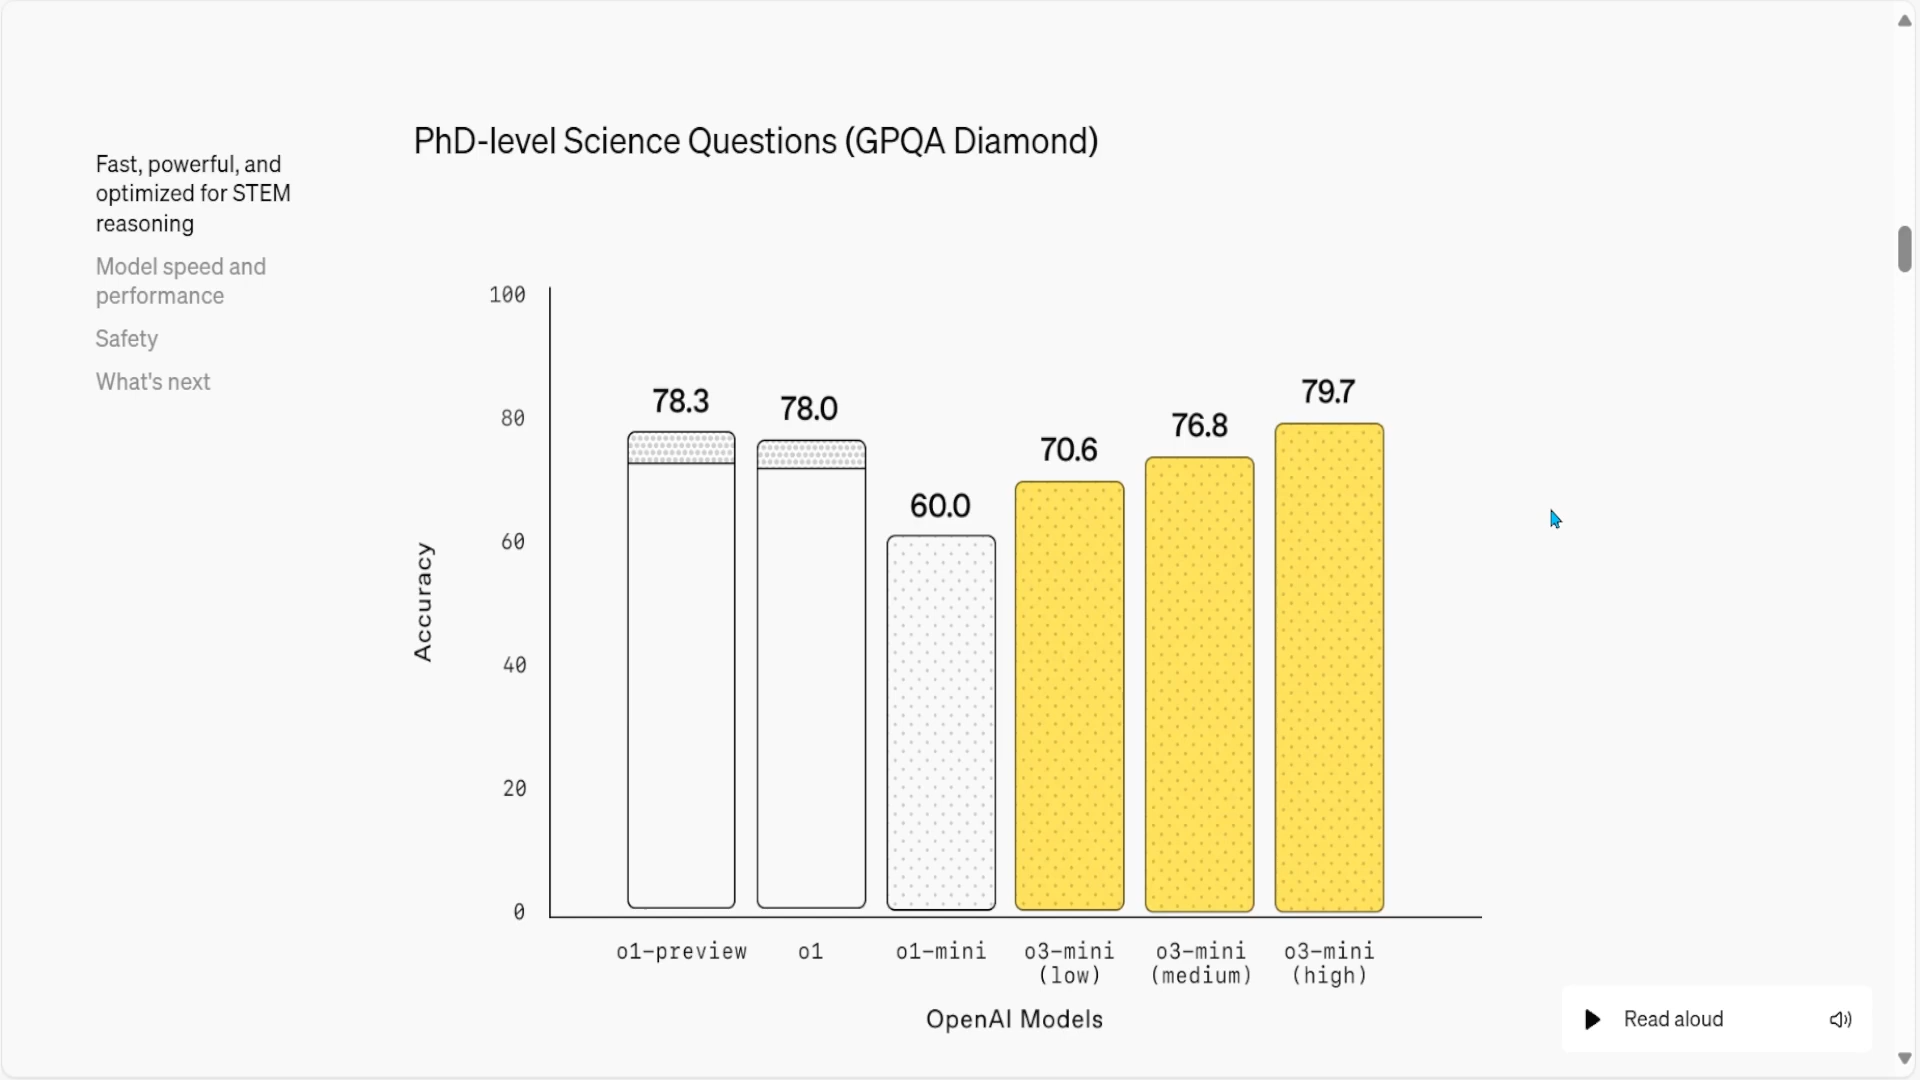 Fast, powerful, and
optimized for STEM
reasoning
Model speed and
performance
Safety
What's next
PhD-level Science Questions (GPQA Diamond)
100
80
60
40
20
0
Accuracy
78.3
78.0
60.0
70.6
76.8
79.7
o1-preview
o1
o1-mini
o3-mini
(low)
o3-mini
(medium)
o3-mini
(high)
OpenAI Models
Read aloud